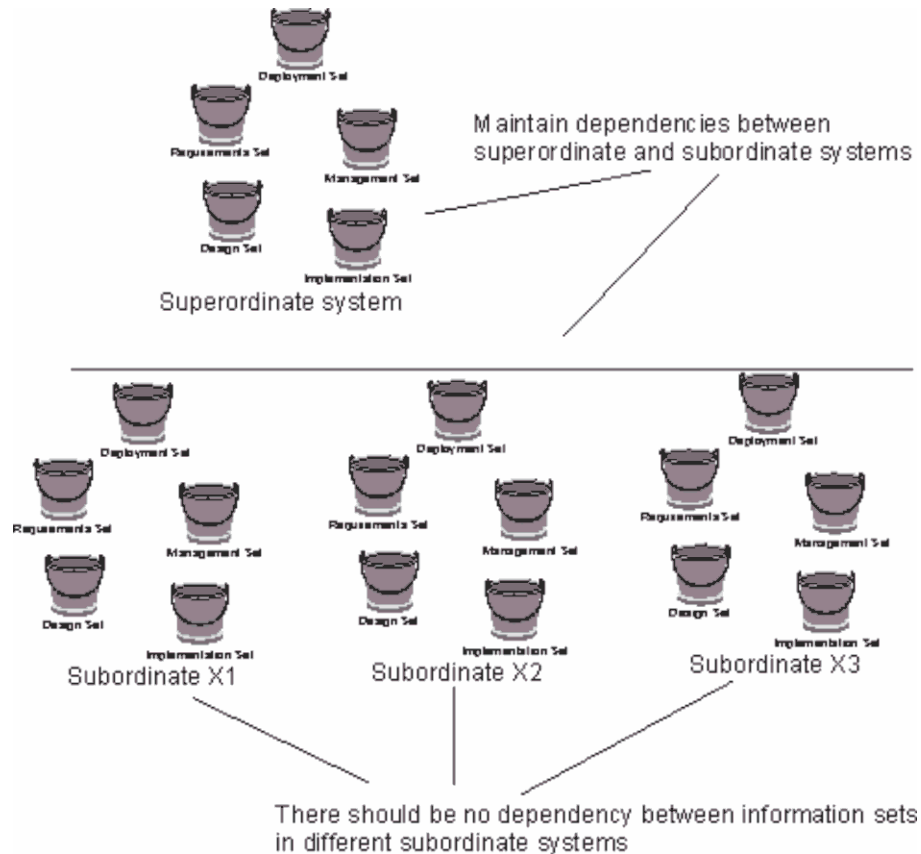 Deployment Set
Requirements Set
Management Set
Design Set
Implementation Set
Superordinate system
Maintain dependencies between
superordinate and subordinate systems
Deployment Set
Requirements Set
Management Set
Design Set
Implementation Set
Subordinate X1
Deployment Set
Requirements Set
Management Set
Design Set
Implementation Set
Subordinate X2
Deployment Set
Requirements Set
Management Set
Design Set
Implementation Set
Subordinate X3
There should be no dependency between information sets
in different subordinate systems